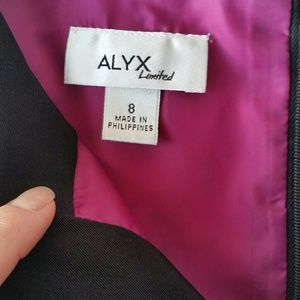 ALYX
Limited
8
MADE IN
PHILIPPINES